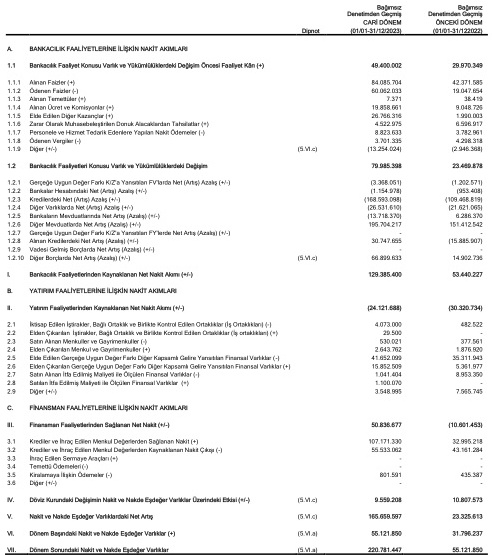 Bağımsız Bağımsız
Denetimden Geçmiş Denetimden Geçmiş
CARİ DÖNEM ÖNCEKİ DÖNEM
Dipnot (01/01-31/12/2023) (01/01-31/122022)
A. BANKACILIK FAALİYETLERİNE İLİŞKİN NAKİT AKIMLARI
1.1 Bankacılık Faaliyet Konusu Varlık ve Yükümlülüklerdeki Değişim Öncesi Faaliyet Kârı (+) 49.400.002 29.970.349
1.1.1 Alınan Faizler (+) 84.085.704 42.371.585
1.1.2 Ödenen Faizler (-) 60.062.033 19.047.654
1.1.3 Alınan Temettüler (+) 7.371 38.419
1.1.4 Alınan Ücret ve Komisyonlar (+) 19.858.661 9.048.726
1.1.5 Elde Edilen Diğer Kazançlar (+) 26.766.316 1.990.003
1.1.6 Zarar Olarak Muhasebeleştirilen Donuk Alacaklardan Tahsilatlar (+) 4.522.975 6.596.917
1.1.7 Personele ve Hizmet Tedarik Edenlere Yapılan Nakit Ödemeler (-) 8.823.633 3.782.961
1.1.8 Ödenen Vergiler (-) 3.701.335 4.298.318
1.1.9 Diğer (+/-) (5.VI.c) (13.254.024) (2.946.368)
1.2 Bankacılık Faaliyetleri Konusu Varlık ve Yükümlülüklerdeki Değişim 79.985.398 23.469.878
1.2.1 Gerçeğe Uygun Değer Farkı K/Z'a Yansıtılan FV'larda Net (Artış) Azalış (+/-) (3.368.051) (1.202.571)
1.2.2 Bankalar Hesabındaki Net (Artış) Azalış (+/-) (1.154.978) (953.408)
1.2.3 Kredilerdeki Net (Artış) Azalış (+/-) (168.593.098) (109.468.819)
1.2.4 Diğer Varlıklarda Net (Artış) Azalış (+/-) (26.531.610) (21.621.065)
1.2.5 Bankaların Mevduatlarında Net Artış (Azalış) (+/-) (13.718.370) 6.286.370
1.2.6 Diğer Mevduatlarda Net Artış (Azalış) (+/-) 195.704.217 151.412.542
1.2.7 Gerçeğe Uygun Değer Farkı K/Z'a Yansıtılan FY'lerde Net Artış (Azalış) (+/-) - -
1.2.8 Alınan Kredilerdeki Net Artış (Azalış) (+/-) 30.747.655 (15.885.907)
1.2.9 Vadesi Gelmiş Borçlarda Net Artış (Azalış) (+/-) - -
1.2.10 Diğer Borçlarda Net Artış (Azalış) (+/-) (5.VI.c) 66.899.633 14.902.736
I. Bankacılık Faaliyetlerinden Kaynaklanan Net Nakit Akımı (+/-) 129.385.400 53.440.227
B. YATIRIM FAALİYETLERİNE İLİŞKİN NAKİT AKIMLARI
II. Yatırım Faaliyetlerinden Kaynaklanan Net Nakit Akımı (+/-) (24.121.688) (30.320.734)
2.1 İktisap Edilen İştirakler, Bağlı Ortaklık ve Birlikte Kontrol Edilen Ortaklıklar (İş Ortaklıkları) (-) 4.073.000 482.522
2.2 Elden Çıkarılan İştirakler, Bağlı Ortaklık ve Birlikte Kontrol Edilen Ortaklıklar (İş ortaklıkları) (+) 29.500 -
2.3 Satın Alınan Menkuller ve Gayrimenkuller (-) 530.021 377.561
2.4 Elden Çıkarılan Menkul ve Gayrimenkuller (+) 2.643.762 1.876.920
2.5 Elde Edilen Gerçeğe Uygun Değer Farkı Diğer Kapsamlı Gelire Yansıtılan Finansal Varlıklar (-) 41.652.099 35.311.943
2.6 Elden Çıkarılan Gerçeğe Uygun Değer Farkı Diğer Kapsamlı Gelire Yansıtılan Finansal Varlıklar (+) 15.852.509 5.361.977
2.7 Satın Alınan İtfa Edilmiş Maliyeti ile Ölçülen Finansal Varlıklar (-) 1.041.404 8.953.350
2.8 Satılan İtfa Edilmiş Maliyeti ile Ölçülen Finansal Varlıklar (+) 1.100.070 -
2.9 Diğer (+/-) 3.548.995 7.565.745
C. FİNANSMAN FAALİYETLERİNE İLİŞKİN NAKİT AKIMLARI
III. Finansman Faaliyetlerinden Sağlanan Net Nakit (+/-) 50.836.677 (10.601.453)
3.1 Krediler ve İhraç Edilen Menkul Değerlerden Sağlanan Nakit (+) 107.171.330 32.995.218
3.2 Krediler ve İhraç Edilen Menkul Değerlerden Kaynaklanan Nakit Çıkışı (-) 55.533.062 43.161.284
3.3 İhraç Edilen Sermaye Araçları (+) - -
3.4 Temettü Ödemeleri (-) - -
3.5 Kiralamaya İlişkin Ödemeler (-) 801.591 435.387
3.6 Diğer (+/-) - -
IV. Döviz Kurundaki Değişimin Nakit ve Nakde Eşdeğer Varlıklar Üzerindeki Etkisi (+/-) (5.VI.c) 9.559.208 10.807.573
V. Nakit ve Nakde Eşdeğer Varlıklardaki Net Artış (5.VI.c) 165.659.597 23.325.613
VI. Dönem Başındaki Nakit ve Nakde Eşdeğer Varlıklar (+) (5.VI.a) 55.121.850 31.796.237
VII. Dönem Sonundaki Nakit ve Nakde Eşdeğer Varlıklar (5.VI.a) 220.781.447 55.121.850